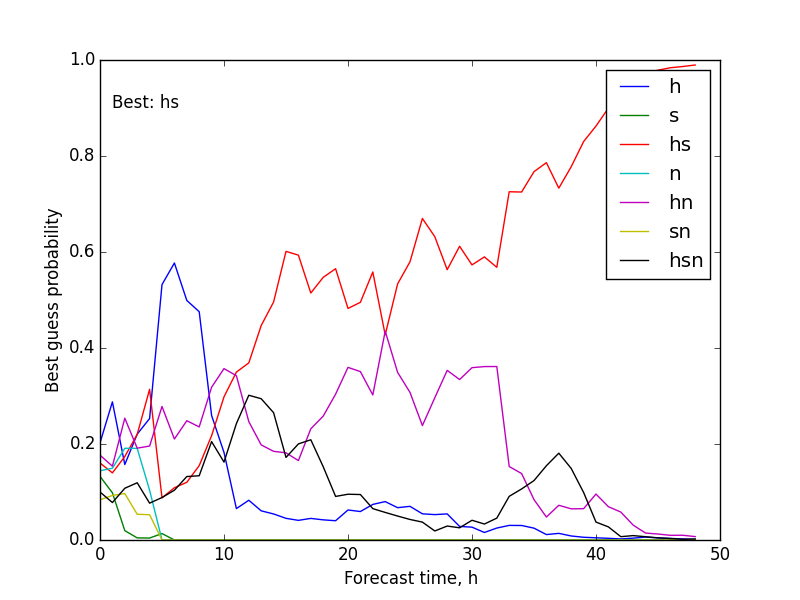 1.0
0.8
0.6
0.4
0.2
0.0
Best guess probability
Best: hs
h
s
hs
n
hn
sn
hsn
0 10 20 30 40 50
Forecast time, h